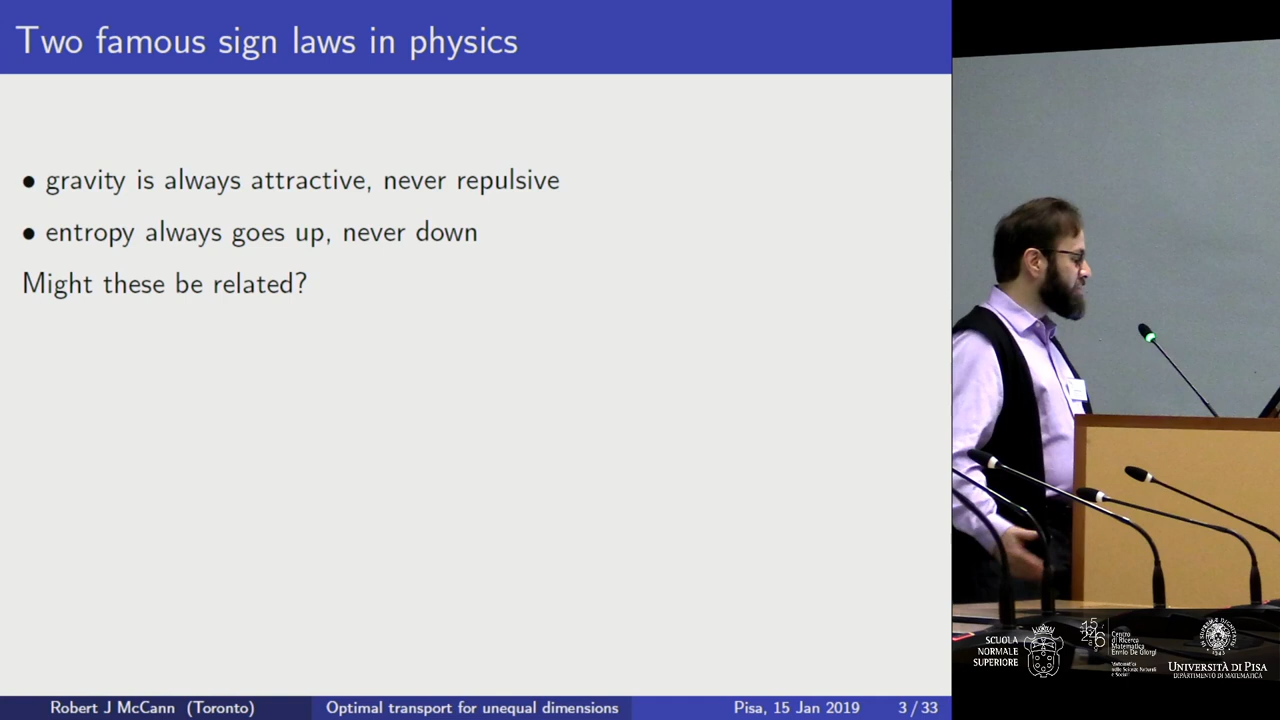 Two famous sign laws in physics
• gravity is always attractive, never repulsive
• entropy always goes up, never down
Might these be related?
Robert J McCann (Toronto) Optimal transport for unequal dimensions Pisa, 15 Jan 2019 3 / 33
SCUOLA
NORMALE
SUPERIORE
Centro
di Ricerca
Matematica
Ennio De Giorgi
UNIVERSITÀ DI PISA
DIPARTIMENTO DI MATEMATICA